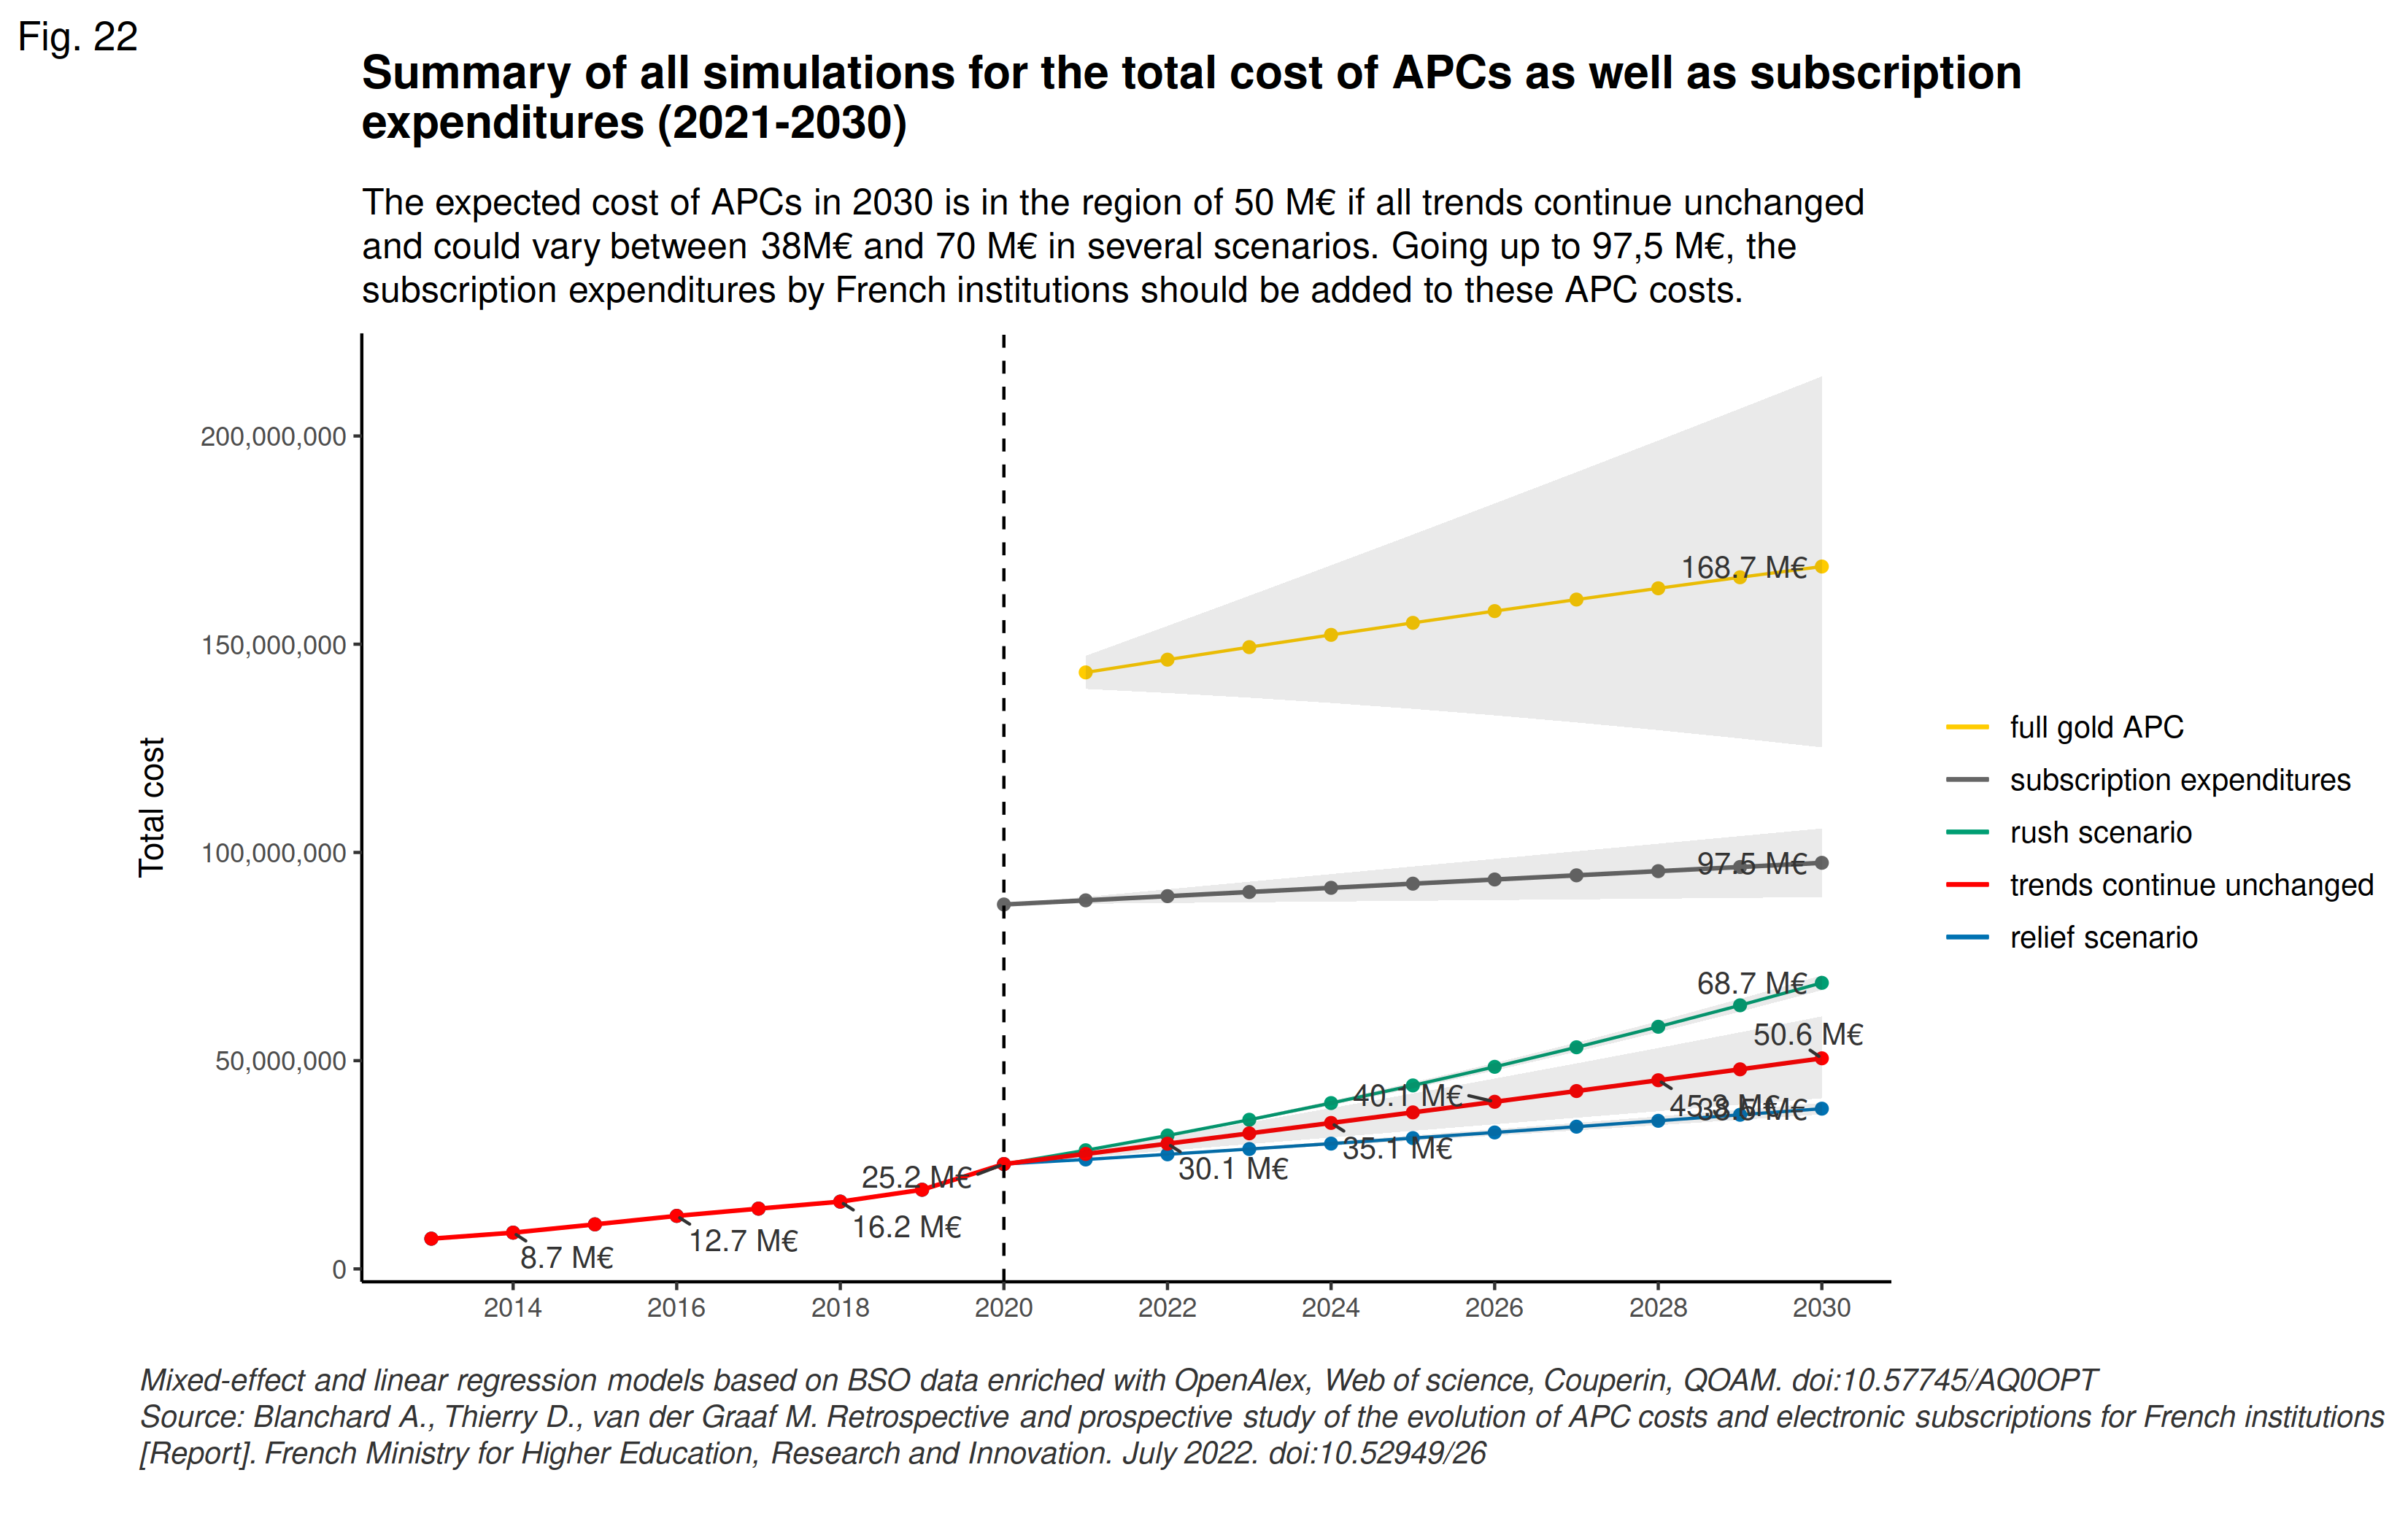 Fig. 22
Summary of all simulations for the total cost of APCs as well as subscription
expenditures (2021-2030)
The expected cost of APCs in 2030 is in the region of 50 M€ if all trends continue unchanged
and could vary between 38M€ and 70 M€ in several scenarios. Going up to 97,5 M€, the
subscription expenditures by French institutions should be added to these APC costs.
Total cost
200,000,000
150,000,000
100,000,000
50,000,000
0
168.7 M€
97.5 M€
68.7 M€
50.6 M€
40.1 M€
45.3 M€
38.5 M€
35.1 M€
30.1 M€
25.2 M€
16.2 M€
12.7 M€
8.7 M€
2014
2016
2018
2020
2022
2024
2026
2028
2030
full gold APC
subscription expenditures
rush scenario
trends continue unchanged
relief scenario
Mixed-effect and linear regression models based on BSO data enriched with OpenAlex, Web of science, Couperin, QOAM. doi:10.57745/AQ0OPT
Source: Blanchard A., Thierry D., van der Graaf M. Retrospective and prospective study of the evolution of APC costs and electronic subscriptions for French institutions
[Report]. French Ministry for Higher Education, Research and Innovation. July 2022. doi:10.52949/26